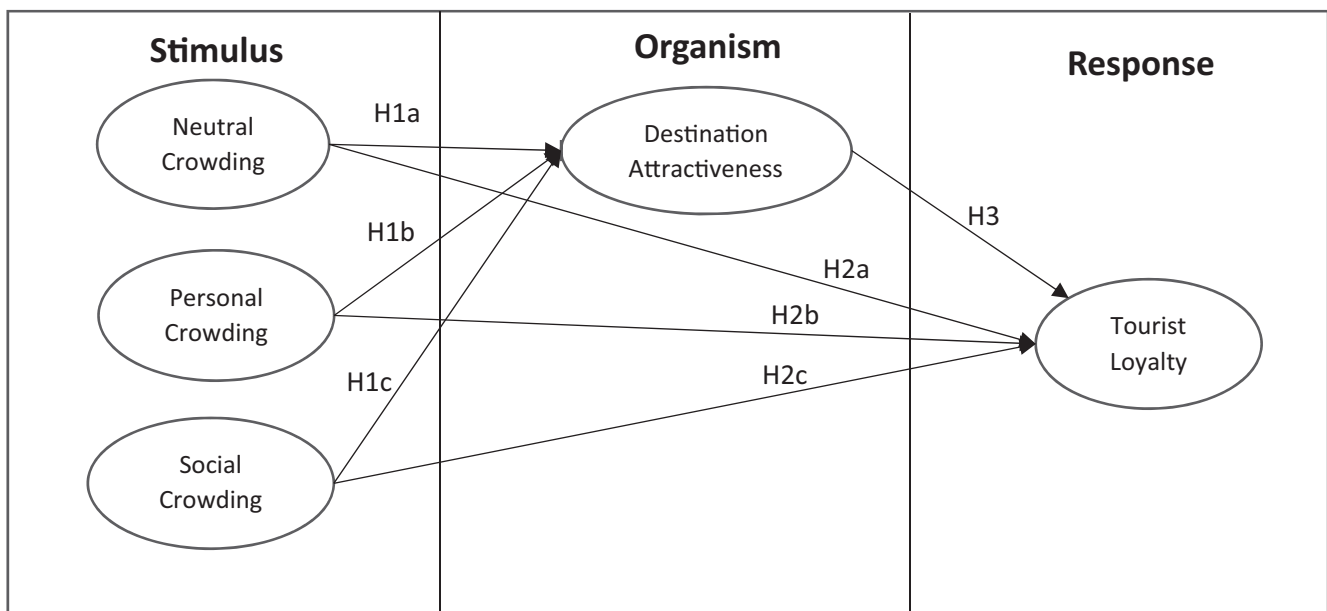 Stimulus
Organism
Response
Neutral
Crowding
H1a
Destination
Attractiveness
H1b
H3
H2a
Personal
Crowding
H2b
Tourist
Loyalty
H1c
H2c
Social
Crowding